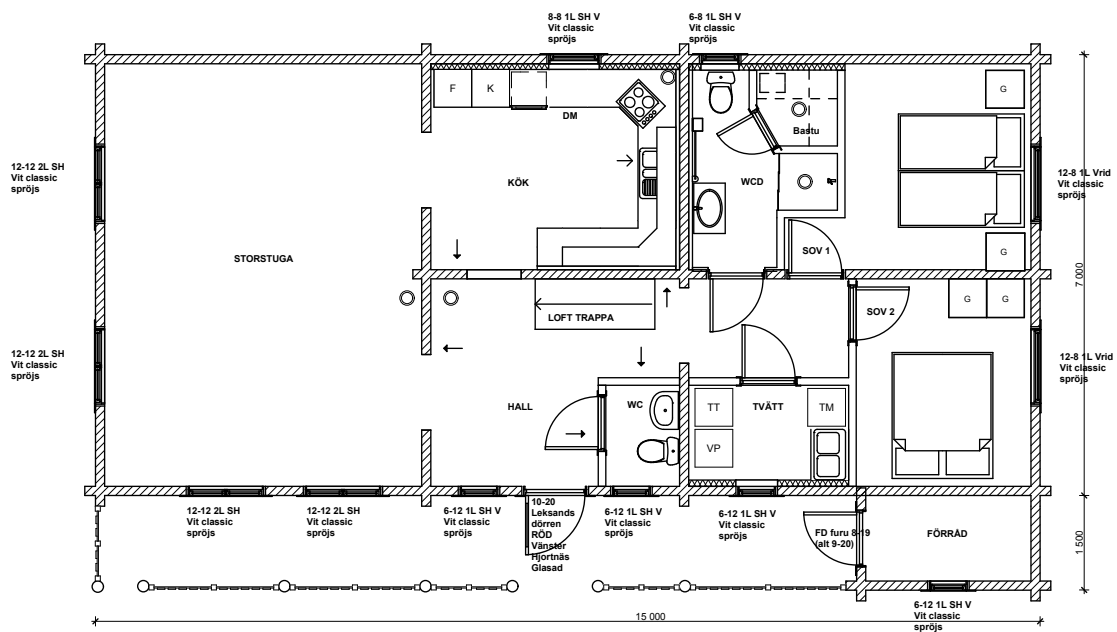 8-8 1L SH V
Vit classic
spröjs
6-8 1L SH V
Vit classic
spröjs
F
K
DM
G
Bastu
12-12 2L SH
Vit classic
spröjs
KÖK
WCD
12-8 1L Vrid
Vit classic
spröjs
STORSTUGA
SOV 1
G
7 000
LOFT TRAPPA
SOV 2
G
G
12-12 2L SH
Vit classic
spröjs
12-8 1L Vrid
Vit classic
spröjs
HALL
WC
TT
TVÄTT
TM
VP
12-12 2L SH
Vit classic
spröjs
12-12 2L SH
Vit classic
spröjs
6-12 1L SH V
Vit classic
spröjs
10-20
Leksands
dörren
RÖD
Vänster
Hjortnäs
Glasad
6-12 1L SH V
Vit classic
spröjs
6-12 1L SH V
Vit classic
spröjs
FD furu 8-19
(alt 9-20)
FÖRRÅD
1 500
6-12 1L SH V
Vit classic
spröjs
15 000